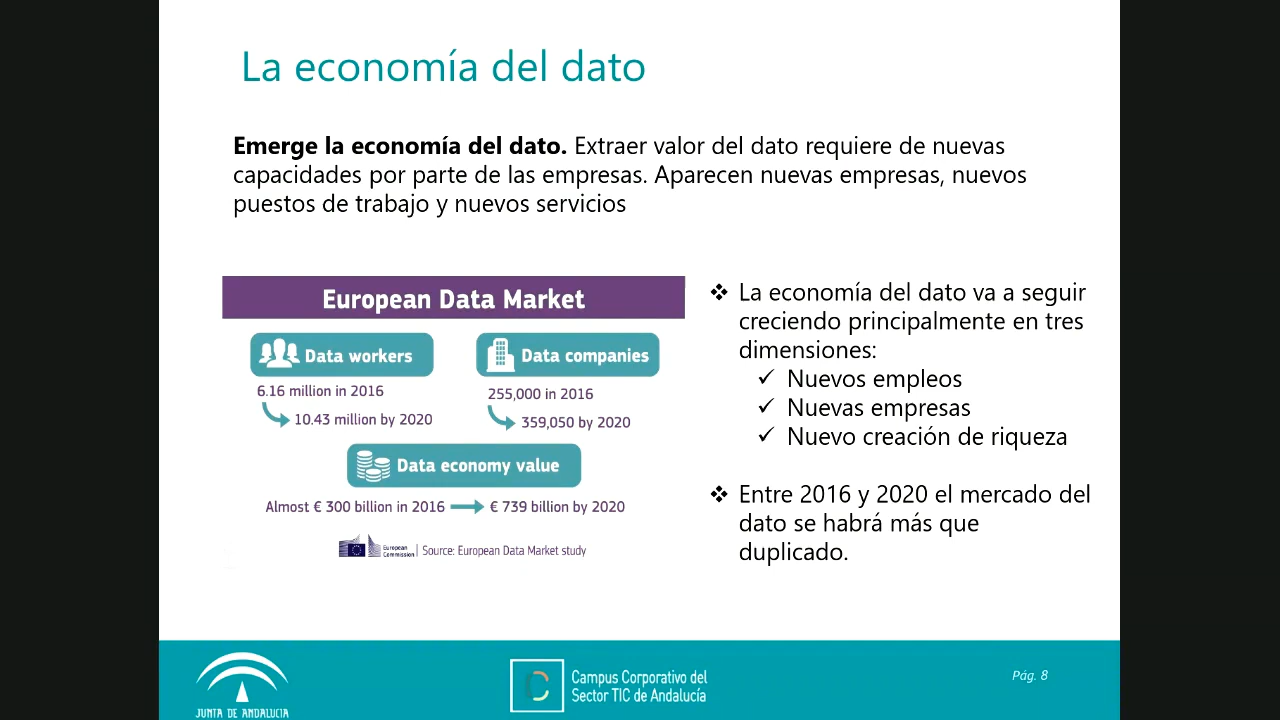 La economía del dato
Emerge la economía del dato. Extraer valor del dato requiere de nuevas
capacidades por parte de las empresas. Aparecen nuevas empresas, nuevos
puestos de trabajo y nuevos servicios
European Data Market
Data workers
6.16 million in 2016
10.43 million by 2020
Data companies
255,000 in 2016
359,050 by 2020
Data economy value
Almost € 300 billion in 2016
€ 739 billion by 2020
European
Commission
Source: European Data Market study
❖ La economía del dato va a seguir
creciendo principalmente en tres
dimensiones:
✓ Nuevos empleos
✓ Nuevas empresas
✓ Nuevo creación de riqueza
❖ Entre 2016 y 2020 el mercado del
dato se habrá más que
duplicado.
JUNTA DE ANDALUCIA
C
Campus Corporativo del
Sector TIC de Andalucía
Pág. 8